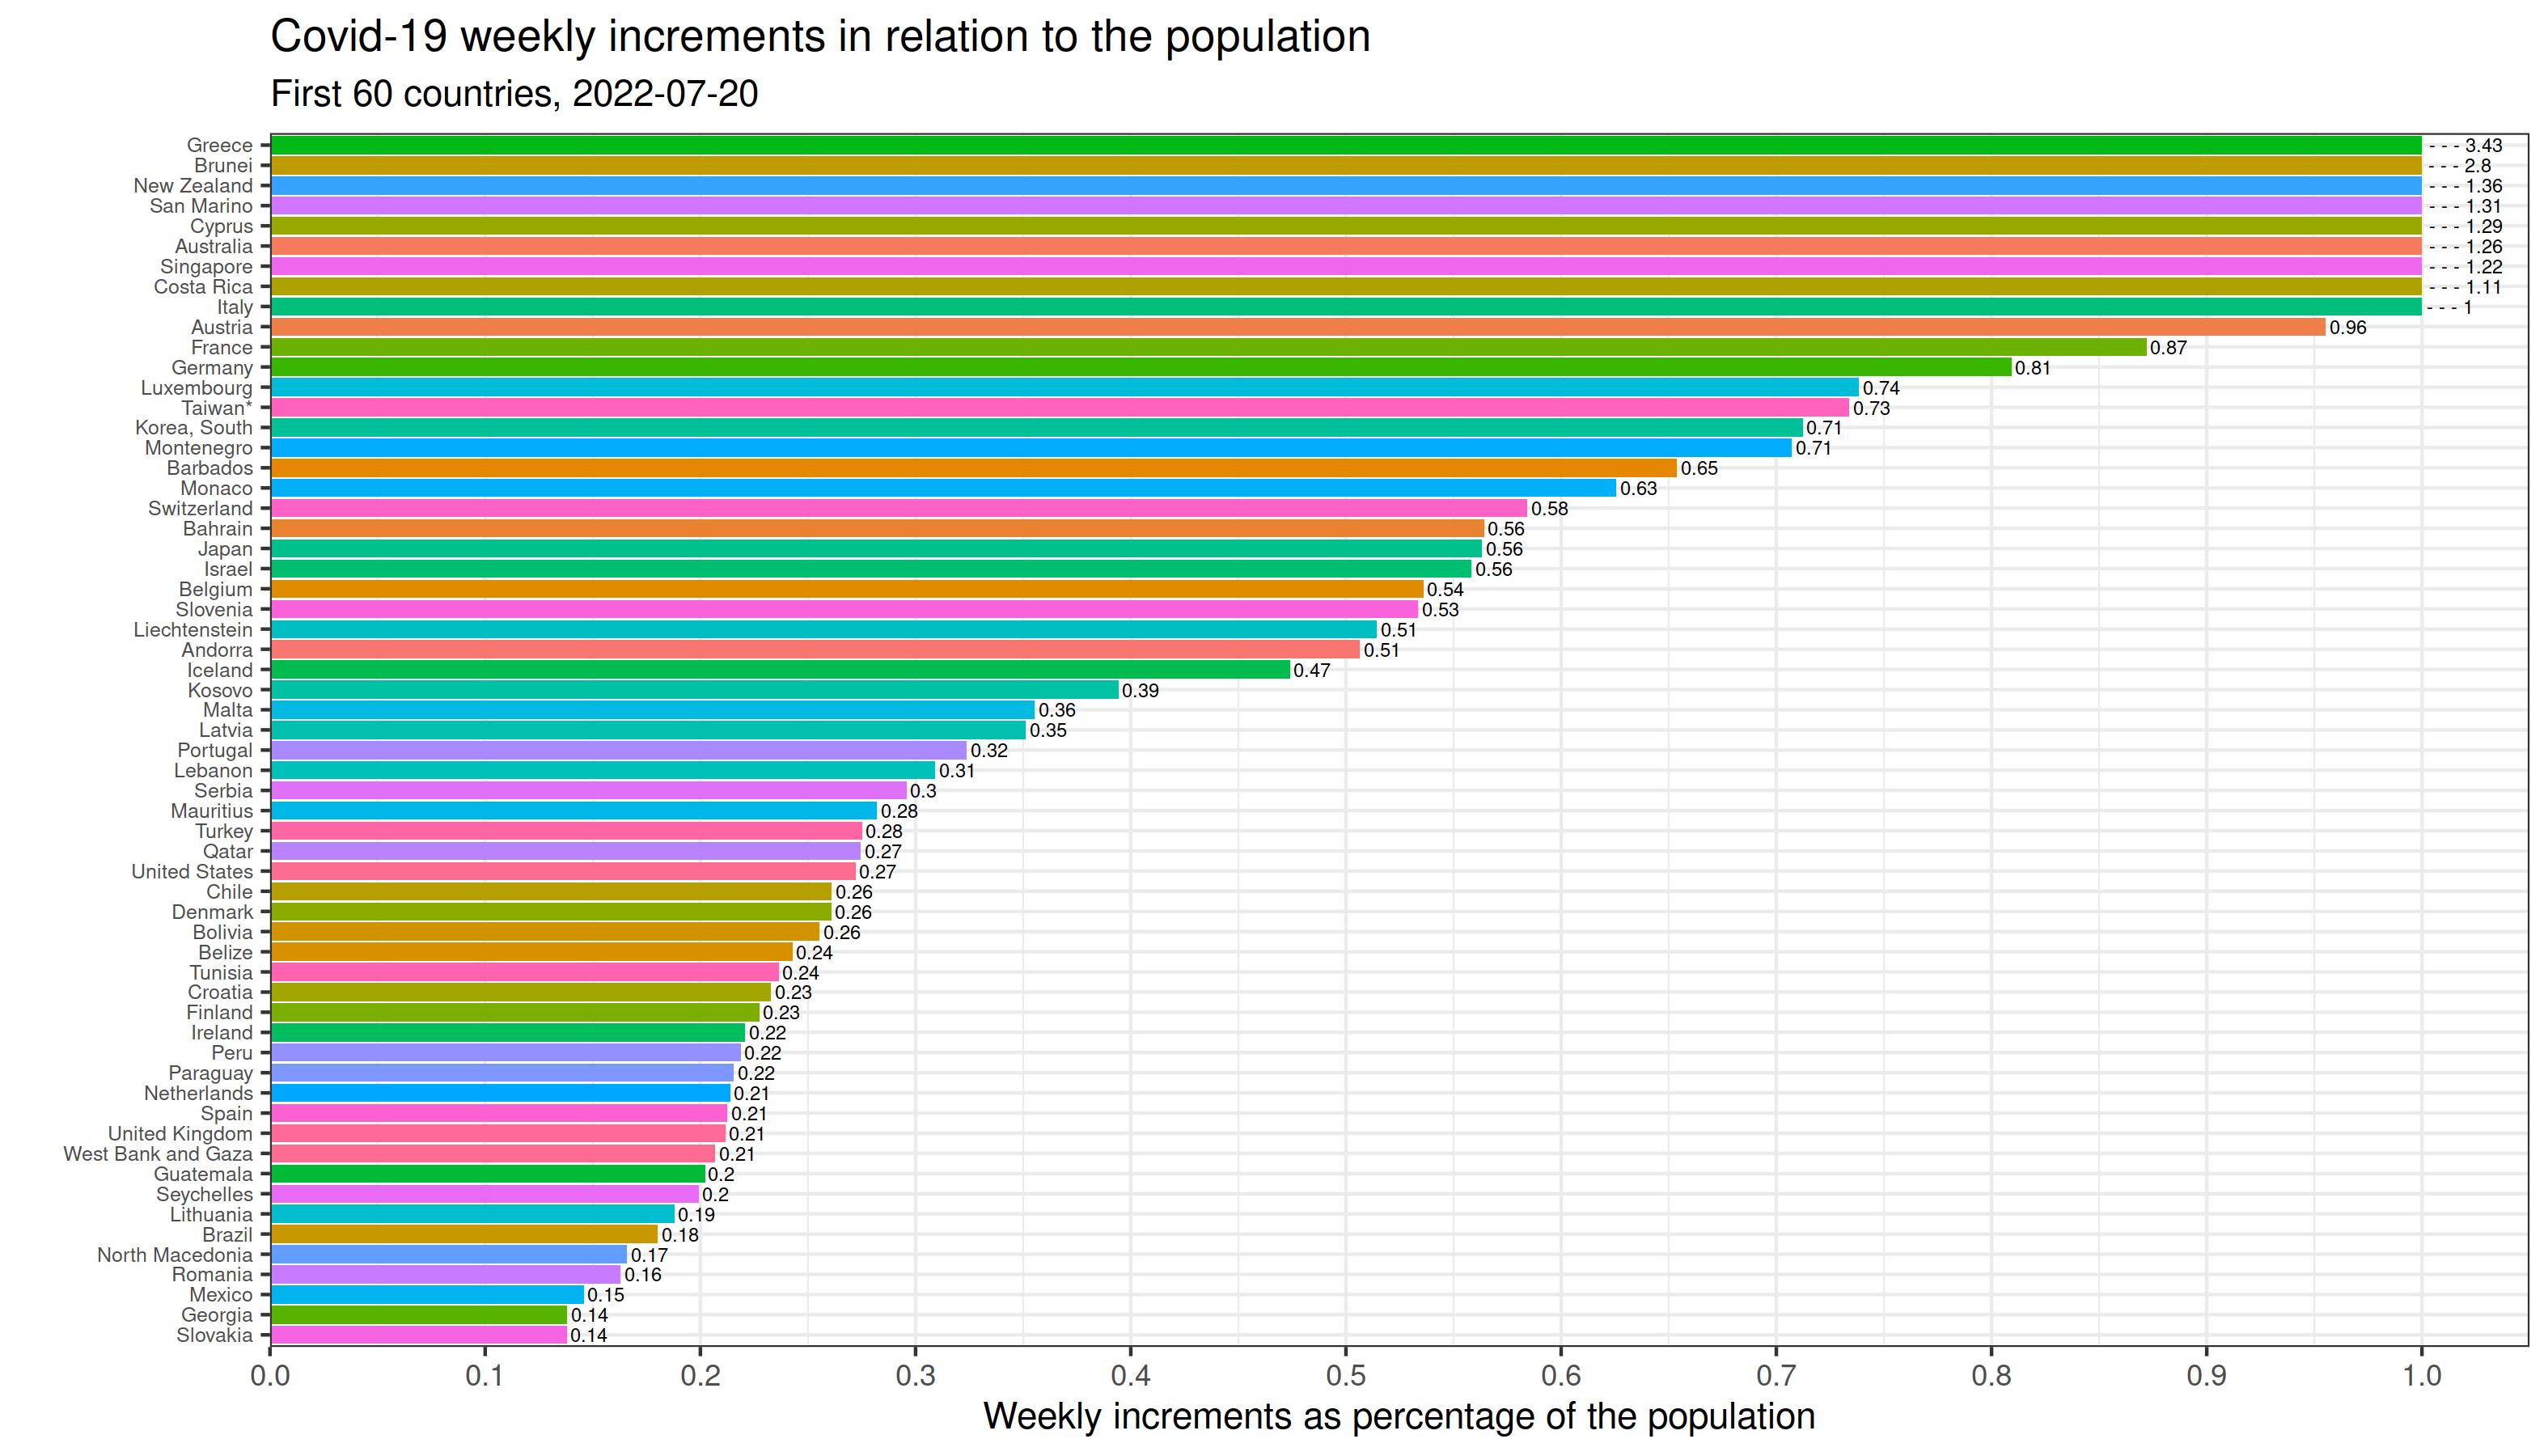 Covid-19 weekly increments in relation to the population
First 60 countries, 2022-07-20
Greece - - - 3.43
Brunei - - - 2.8
New Zealand - - - 1.36
San Marino - - - 1.31
Cyprus - - - 1.29
Australia - - - 1.26
Singapore - - - 1.22
Costa Rica - - - 1.11
Italy - - - 1
Austria 0.96
France 0.87
Germany 0.81
Luxembourg 0.74
Taiwan* 0.73
Korea, South 0.71
Montenegro 0.71
Barbados 0.65
Monaco 0.63
Switzerland 0.58
Bahrain 0.56
Japan 0.56
Israel 0.56
Belgium 0.54
Slovenia 0.53
Liechtenstein 0.51
Andorra 0.51
Iceland 0.47
Kosovo 0.39
Malta 0.36
Latvia 0.35
Portugal 0.32
Lebanon 0.31
Serbia 0.3
Mauritius 0.28
Turkey 0.28
Qatar 0.27
United States 0.27
Chile 0.26
Denmark 0.26
Bolivia 0.26
Belize 0.24
Tunisia 0.24
Croatia 0.23
Finland 0.23
Ireland 0.22
Peru 0.22
Paraguay 0.22
Netherlands 0.21
Spain 0.21
United Kingdom 0.21
West Bank and Gaza 0.21
Guatemala 0.2
Seychelles 0.2
Lithuania 0.19
Brazil 0.18
North Macedonia 0.17
Romania 0.16
Mexico 0.15
Georgia 0.14
Slovakia 0.14
0.0 0.1 0.2 0.3 0.4 0.5 0.6 0.7 0.8 0.9 1.0
Weekly increments as percentage of the population